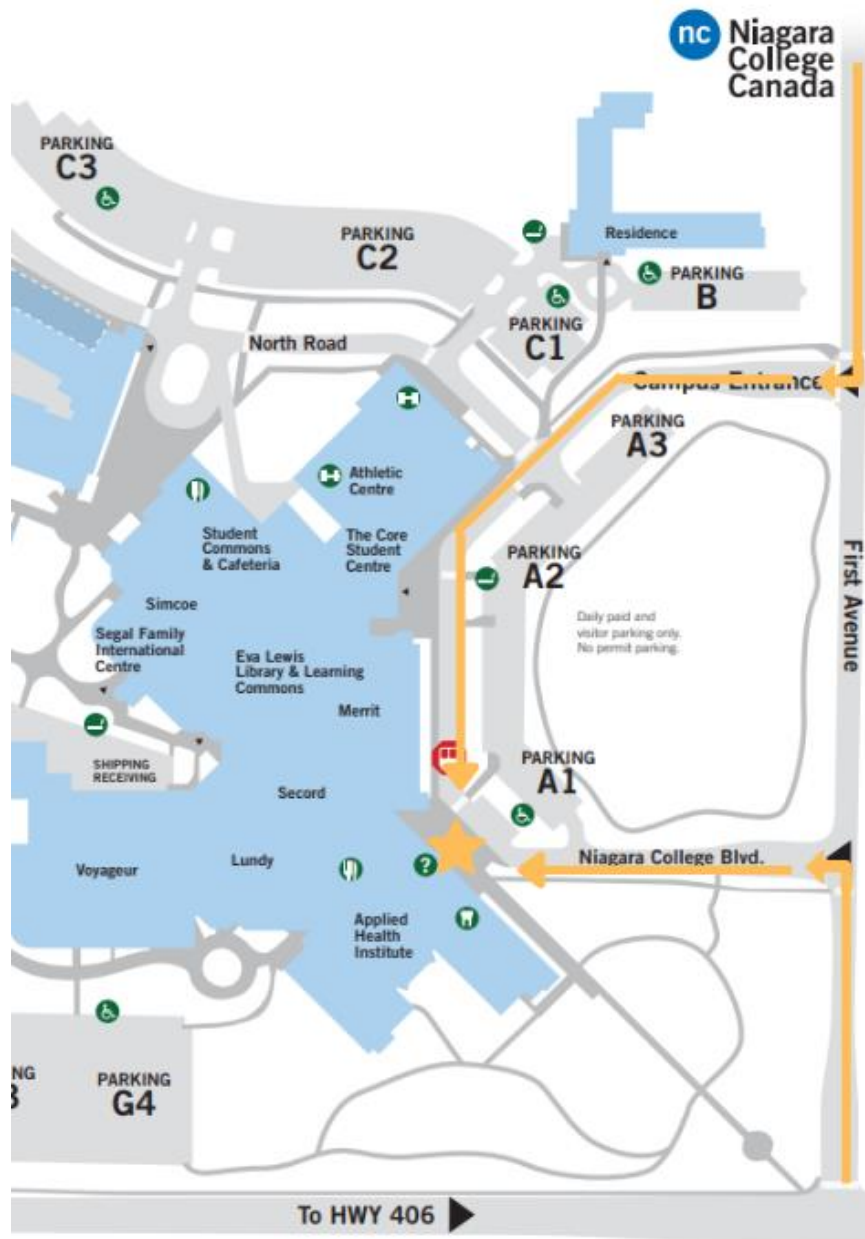 nc Niagara
College
Canada
PARKING
C3
PARKING
C2
Residence
PARKING
B
PARKING
C1
North Road
Campus Entrance
PARKING
A3
Athletic
Centre
Student
Commons
& Cafeteria
The Core
Student
Centre
PARKING
A2
First Avenue
Simcoe
Segal Family
International
Centre
Daily paid and
visitor parking only.
No permit parking.
Eva Lewis
Library & Learning
Commons
Merrit
SHIPPING
RECEIVING
PARKING
A1
Secord
Voyageur
Lundy
?
Niagara College Blvd.
Applied
Health
Institute
NG
PARKING
G4
To HWY 406